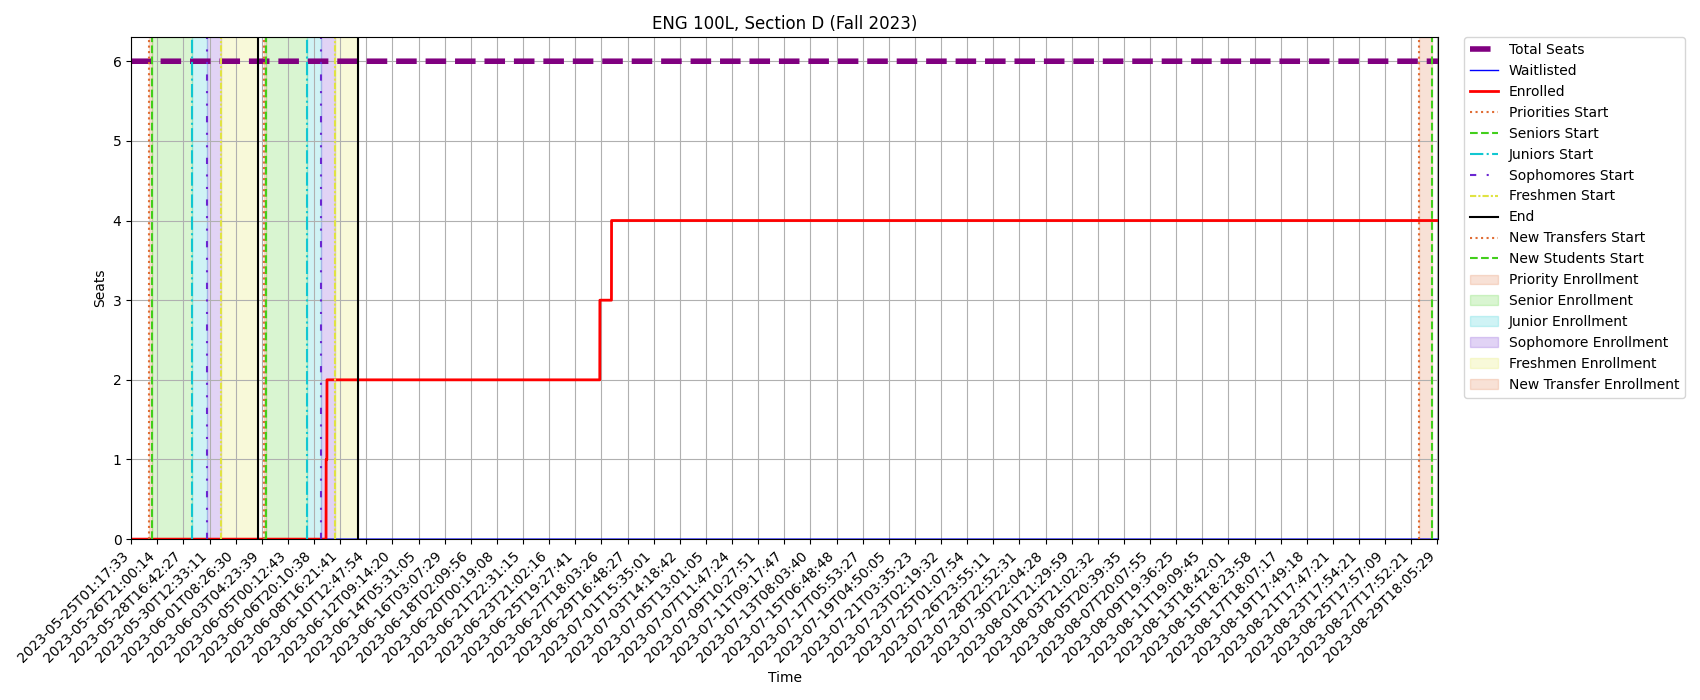 ENG 100L, Section D (Fall 2023)
6
5
4
3
2
1
0
Seats
2023-05-25T01:17:33
2023-05-26T21:00:14
2023-05-28T16:42:27
2023-05-30T12:33:11
2023-06-01T08:26:30
2023-06-03T04:23:39
2023-06-05T00:12:43
2023-06-06T20:10:38
2023-06-08T16:21:41
2023-06-10T12:47:54
2023-06-12T09:14:20
2023-06-14T05:31:05
2023-06-16T03:07:29
2023-06-18T02:09:56
2023-06-20T00:19:08
2023-06-21T22:31:15
2023-06-23T21:02:16
2023-06-25T19:27:41
2023-06-27T18:03:26
2023-06-29T16:48:27
2023-07-01T15:35:01
2023-07-03T14:18:42
2023-07-05T13:01:05
2023-07-07T11:47:24
2023-07-09T10:27:51
2023-07-11T09:17:47
2023-07-13T08:03:40
2023-07-15T06:48:48
2023-07-17T05:53:27
2023-07-19T04:50:05
2023-07-21T03:35:23
2023-07-23T02:19:32
2023-07-25T01:07:54
2023-07-26T23:55:11
2023-07-28T22:52:31
2023-07-30T22:04:28
2023-08-01T21:29:59
2023-08-03T21:02:32
2023-08-05T20:39:35
2023-08-07T20:07:55
2023-08-09T19:36:25
2023-08-11T19:09:45
2023-08-13T18:42:01
2023-08-15T18:23:58
2023-08-17T18:07:17
2023-08-19T17:49:18
2023-08-21T17:47:21
2023-08-23T17:54:21
2023-08-25T17:57:09
2023-08-27T17:52:21
2023-08-29T18:05:29
Time
Total Seats
Waitlisted
Enrolled
Priorities Start
Seniors Start
Juniors Start
Sophomores Start
Freshmen Start
End
New Transfers Start
New Students Start
Priority Enrollment
Senior Enrollment
Junior Enrollment
Sophomore Enrollment
Freshmen Enrollment
New Transfer Enrollment